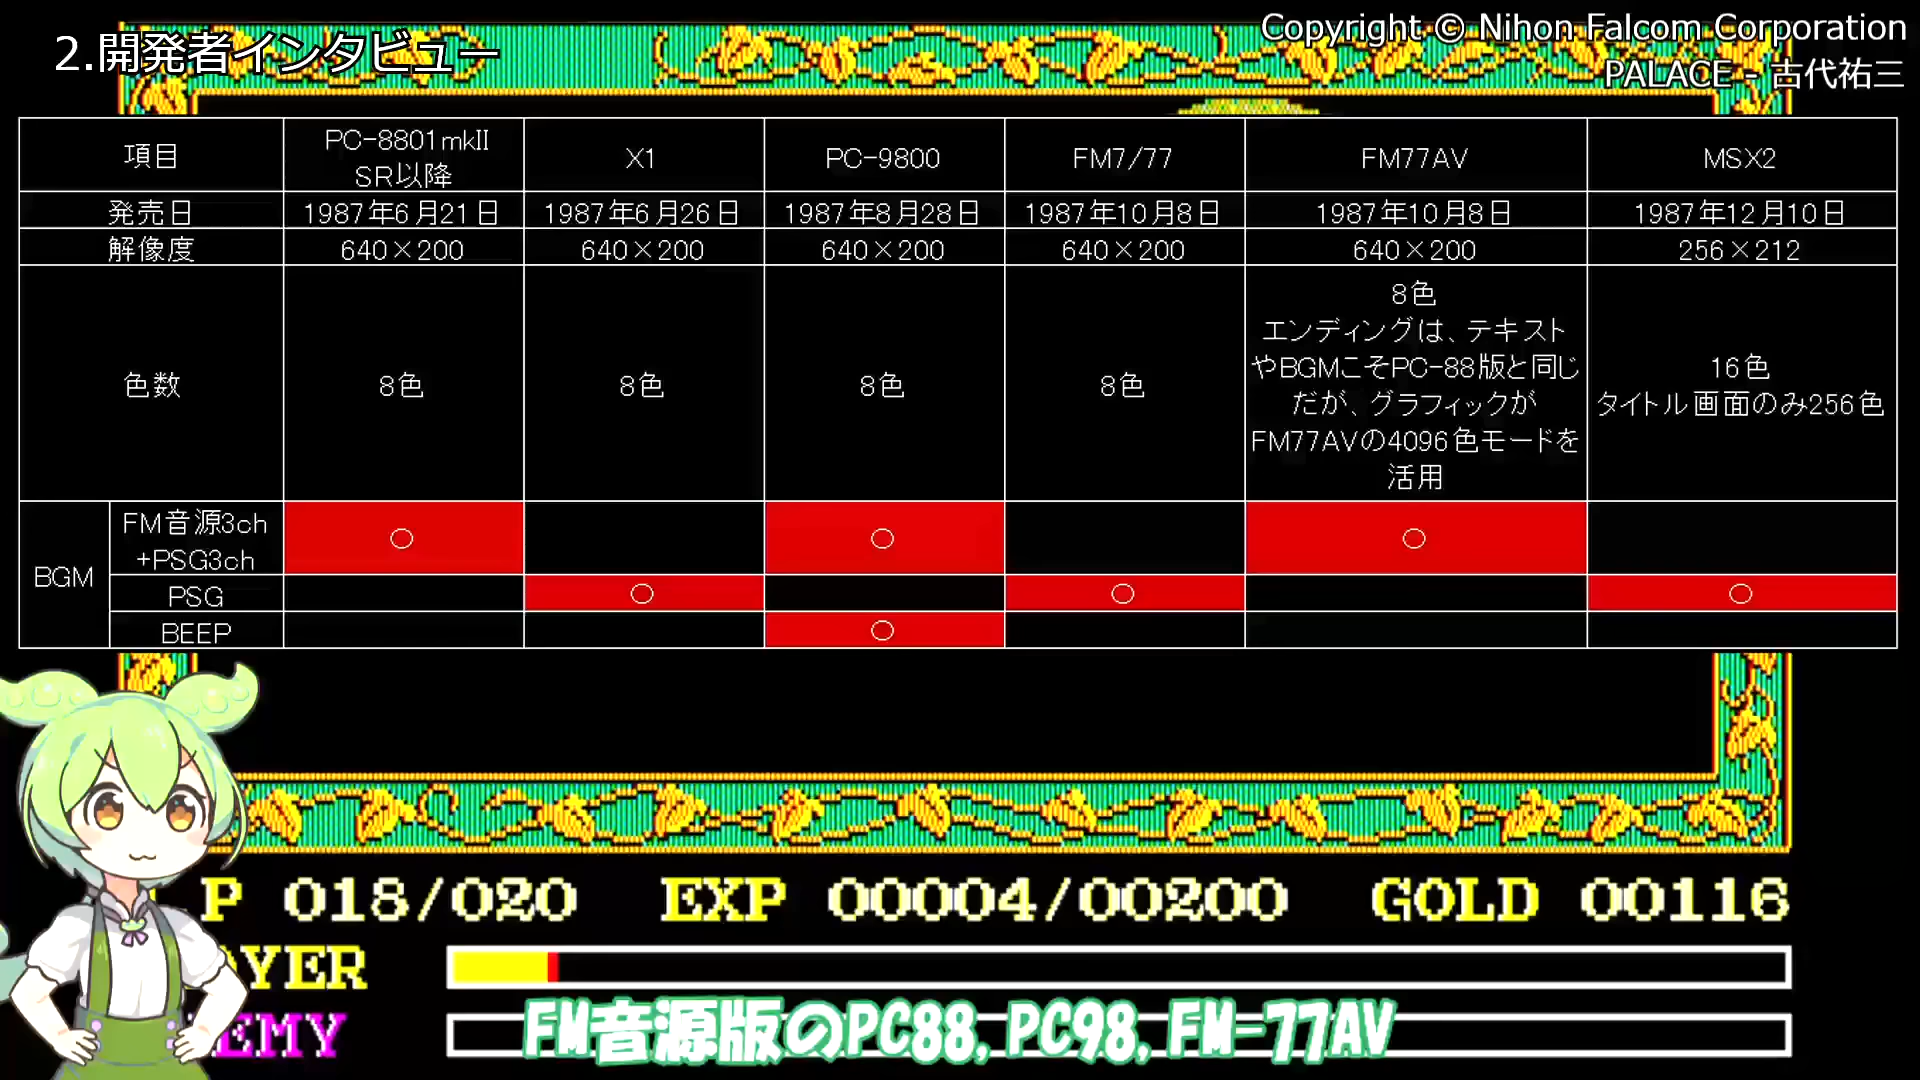 2.開発者インタビュー
Copyright © Nihon Falcom Corporation
PALACE - 古代祐三
項目 PC-8801mkII SR以降 X1 PC-9800 FM7/77 FM77AV MSX2
発売日 1987年6月21日 1987年6月26日 1987年8月28日 1987年10月8日 1987年10月8日 1987年12月10日
解像度 640×200 640×200 640×200 640×200 640×200 256×212
色数 8色 8色 8色 8色
8色
エンディングは、テキスト
やBGMこそPC-88版と同じ
だが、グラフィックが
FM77AVの4096色モードを
活用
16色
タイトル画面のみ256色
BGM
FM音源3ch
+PSG3ch ○ ○ ○
PSG ○ ○ ○
BEEP ○
P 018/020 EXP 00004/00200 GOLD 00116
YER
EMY
FM音源版のPC88, PC98, FM-77AV